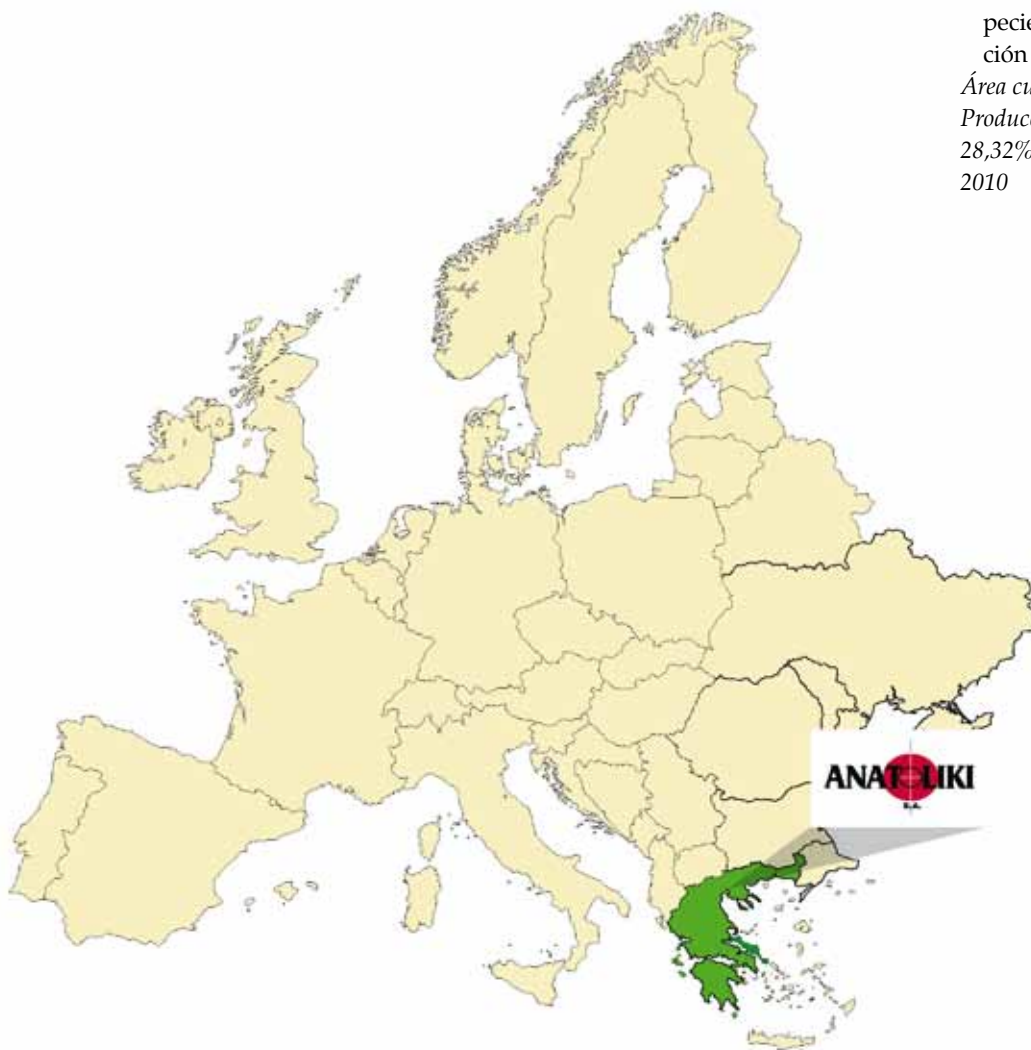 pecie
ción
Área cu
Produc
28,32%
2010
ANATOLIKI
S.A.